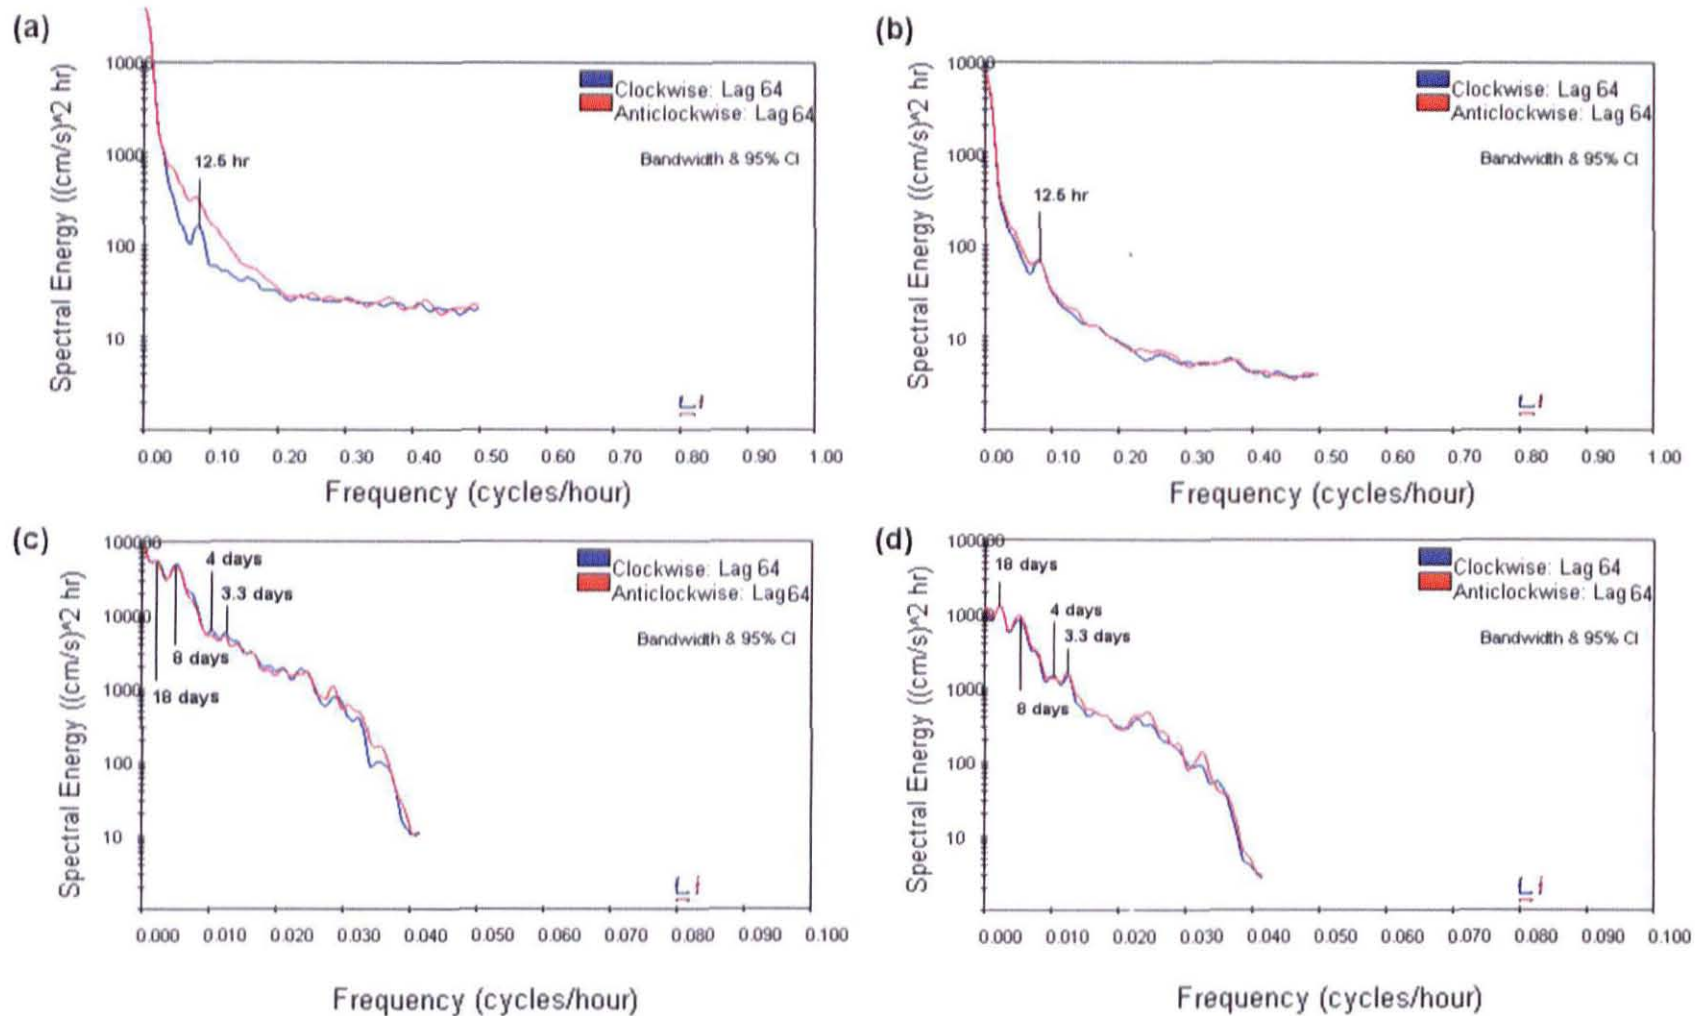 (a)
Spectral Energy ((cm/s)^2 hr)
10000
1000
100
10
Clockwise: Lag 64
Anticlockwise: Lag 64
Bandwidth & 95% CI
12.5 hr
0.00 0.10 0.20 0.30 0.40 0.50 0.60 0.70 0.80 0.90 1.00
Frequency (cycles/hour)
(b)
Spectral Energy ((cm/s)^2 hr)
10000
1000
100
10
Clockwise: Lag 64
Anticlockwise: Lag 64
Bandwidth & 95% CI
12.5 hr
0.00 0.10 0.20 0.30 0.40 0.50 0.60 0.70 0.80 0.90 1.00
Frequency (cycles/hour)
(c)
Spectral Energy ((cm/s)^2 hr)
100000
10000
1000
100
10
4 days
3.3 days
8 days
18 days
Clockwise: Lag 64
Anticlockwise: Lag64
Bandwidth & 95% CI
0.000 0.010 0.020 0.030 0.040 0.050 0.060 0.070 0.080 0.090 0.100
Frequency (cycles/hour)
(d)
Spectral Energy ((cm/s)^2 hr)
100000
10000
1000
100
10
18 days
4 days
3.3 days
8 days
Clockwise: Lag 64
Anticlockwise: Lag 64
Bandwidth & 95% CI
0.000 0.010 0.020 0.030 0.040 0.050 0.060 0.070 0.080 0.090 0.100
Frequency (cycles/hour)